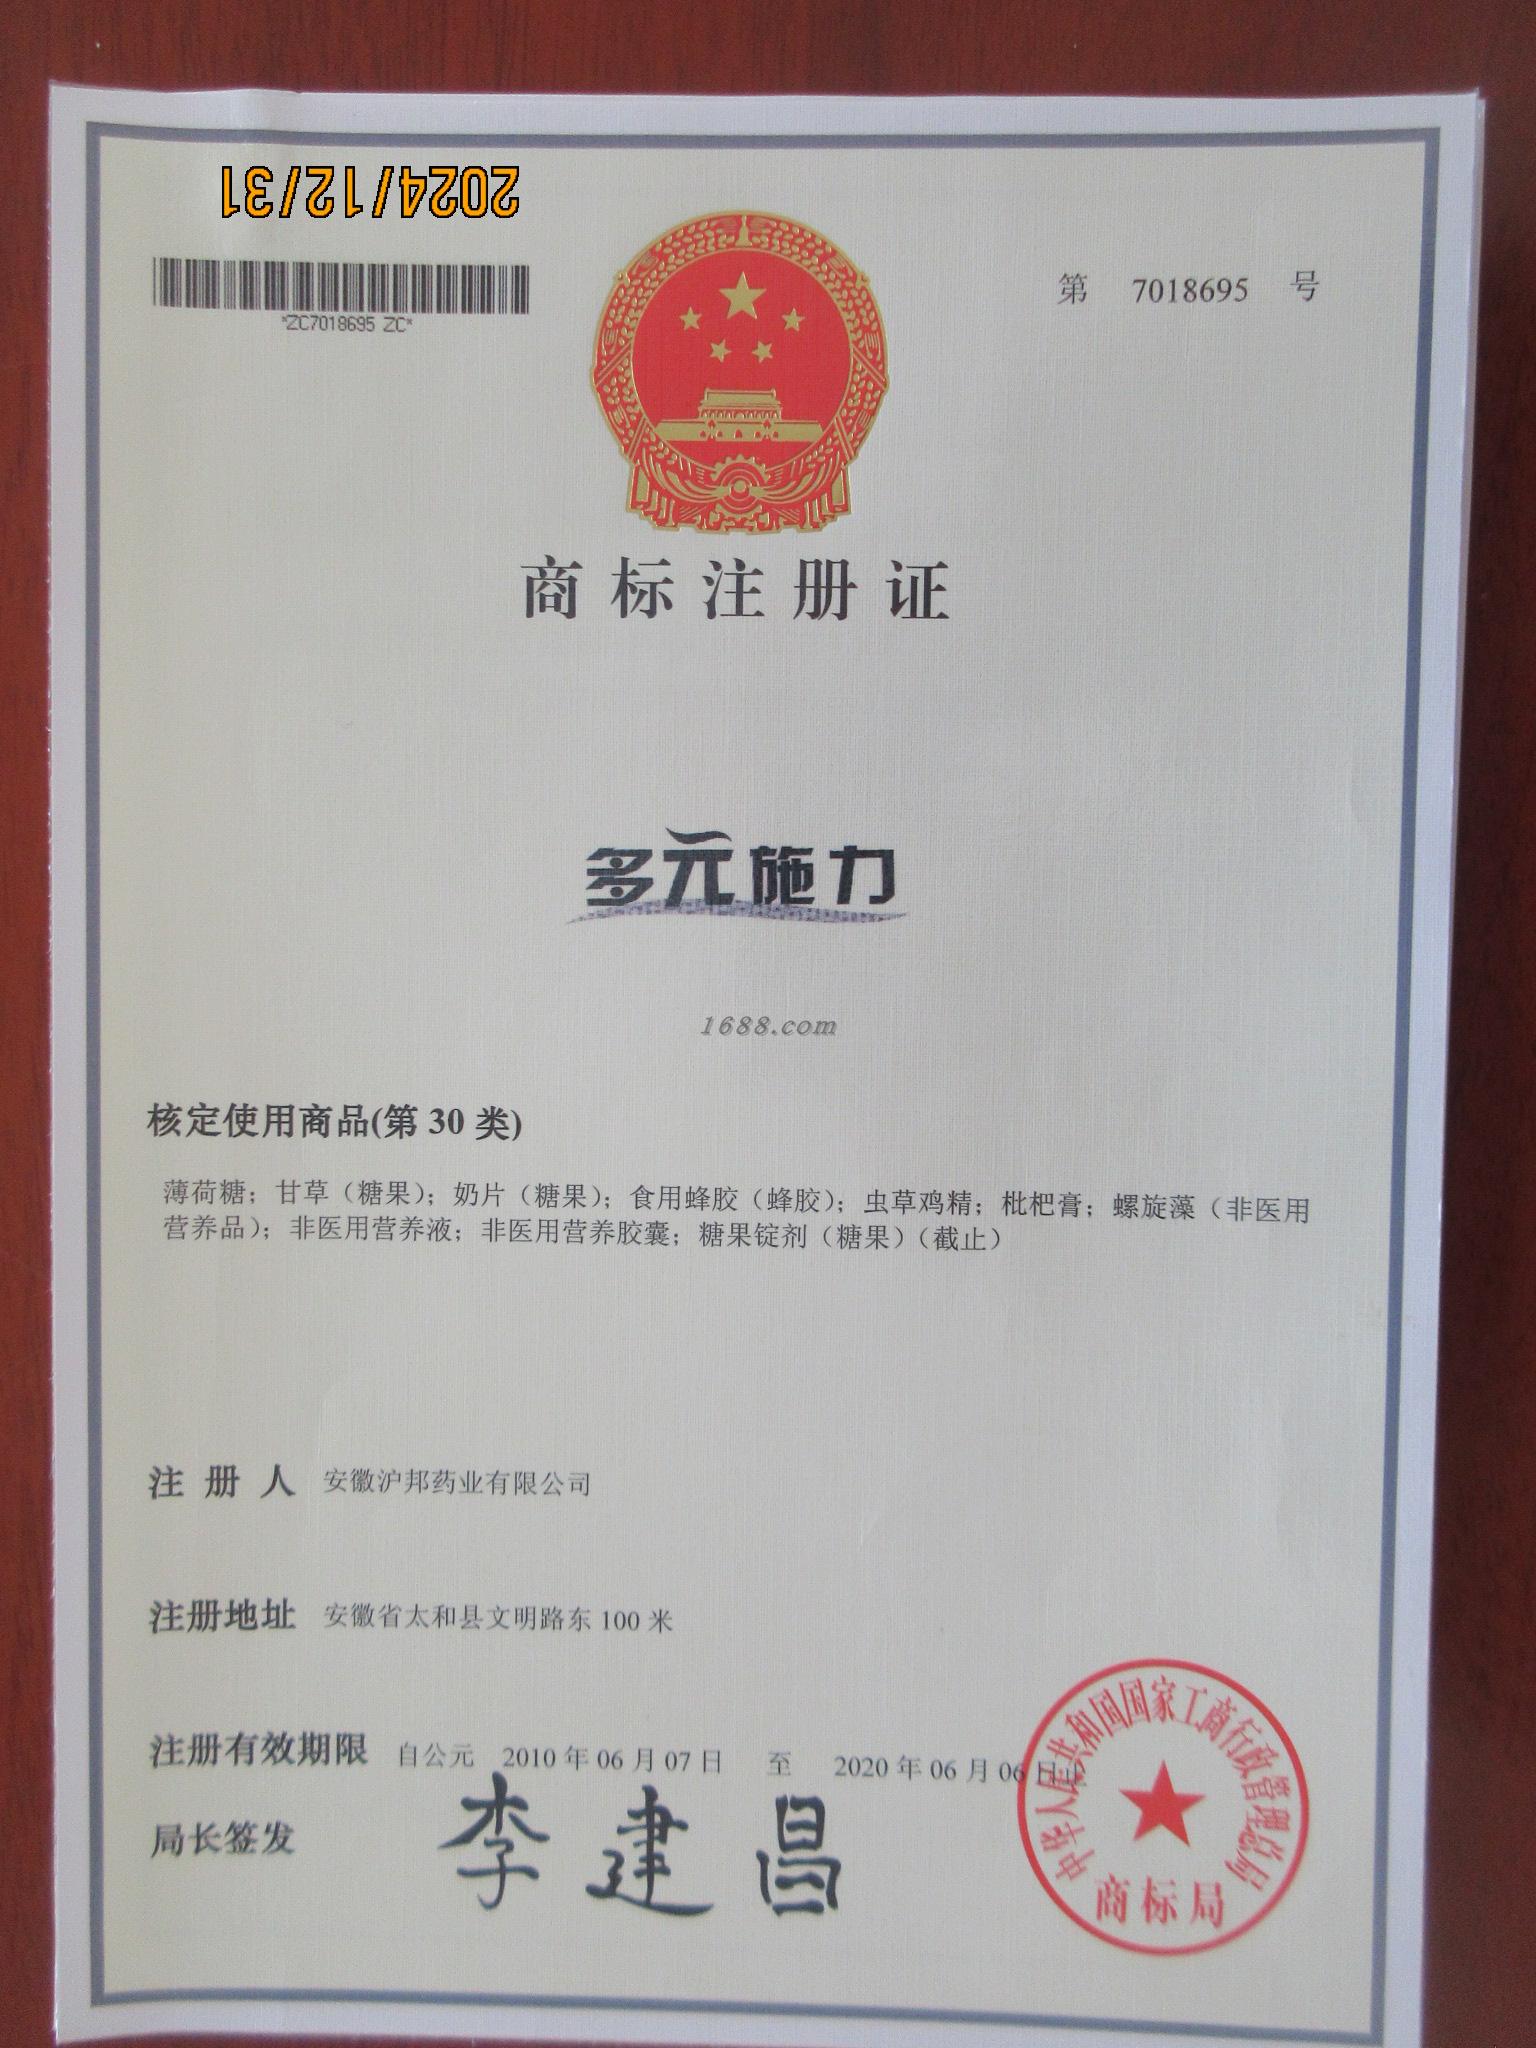 2024/12/31
*ZC7018695 ZC*
第 7018695 号
商标注册证
多元施力
1688.com
核定使用商品(第 30 类)
薄荷糖；甘草（糖果）；奶片（糖果）；食用蜂胶（蜂胶）；虫草鸡精；枇杷膏；螺旋藻（非医用
营养品）；非医用营养液；非医用营养胶囊；糖果锭剂（糖果）（截止）
注 册 人 安徽沪邦药业有限公司
注册地址 安徽省太和县文明路东 100 米
注册有效期限 自公元 2010 年 06 月 07 日 至 2020 年 06 月 06 日止
局长签发 李建昌
中华人民共和国国家工商行政管理总局
商标局